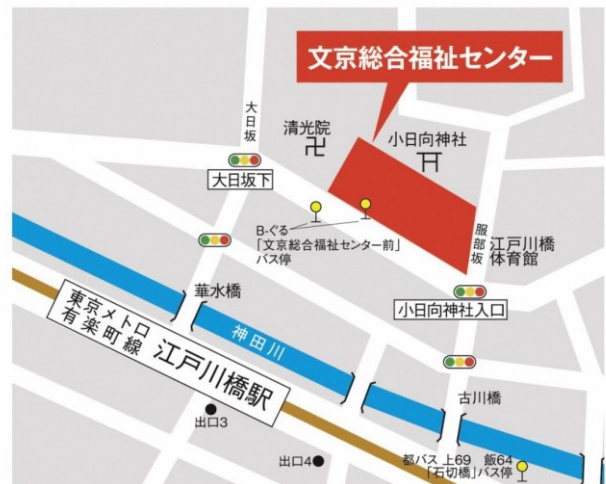 文京総合福祉センター
大日坂
清光院
小日向神社
大日坂下
B-ぐる
「文京総合福祉センター前」
バス停
服部坂
江戸川橋
体育館
華水橋
小日向神社入口
東京メトロ
有楽町線
江戸川橋駅
神田川
古川橋
出口3
出口4
都バス 上69 飯64
「石切橋」バス停